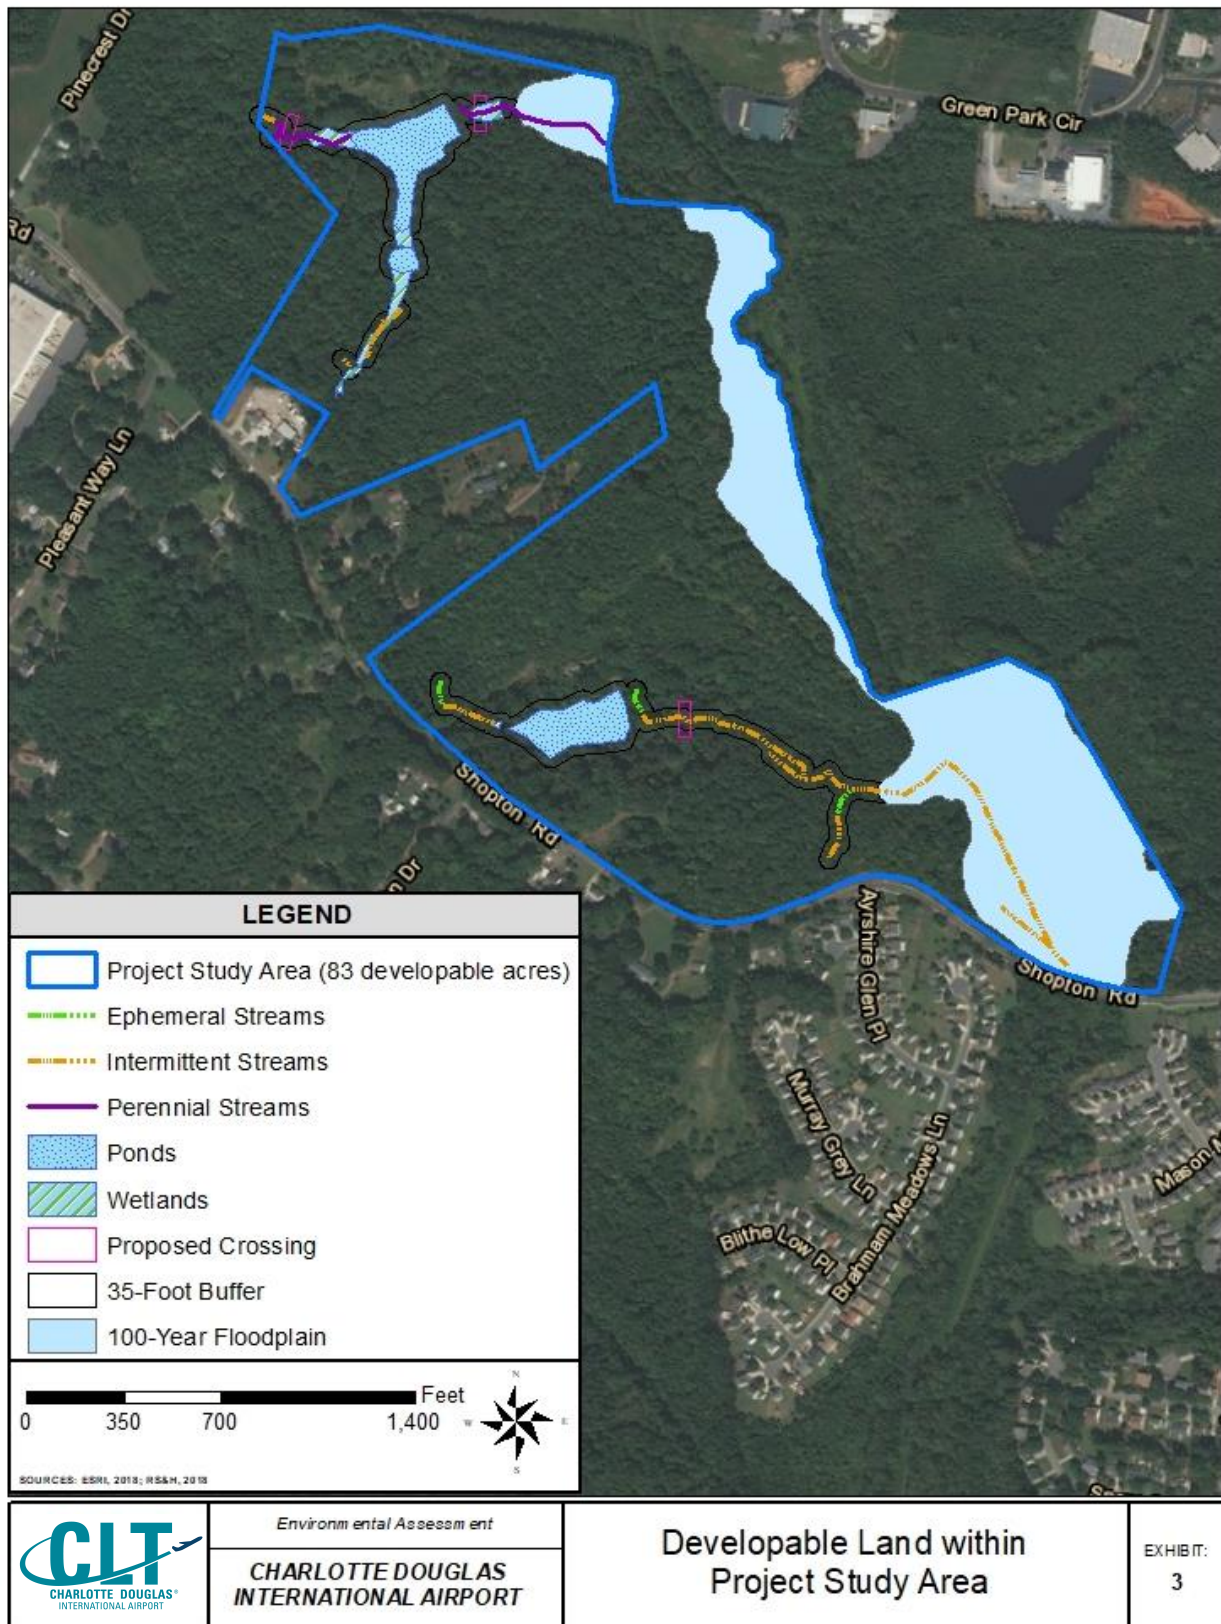 Pinecrest Dr
Green Park Cir
Rd
Pleasant Way Ln
Shopton Rd
n Dr
Ayrshire Glen Pl
Shopton Rd
Murray Grey Ln
Brahmam Meadows Ln
Blithe Low Pl
Mason M
LEGEND
Project Study Area (83 developable acres)
Ephemeral Streams
Intermittent Streams
Perennial Streams
Ponds
Wetlands
Proposed Crossing
35-Foot Buffer
100-Year Floodplain
Feet
0 350 700 1,400
N
W E
S
SOURCES: ESRI, 2018; RS&H, 2018
CLT
CHARLOTTE DOUGLAS®
INTERNATIONAL AIRPORT
Environmental Assessment
CHARLOTTE DOUGLAS
INTERNATIONAL AIRPORT
Developable Land within
Project Study Area
EXHIBIT:
3